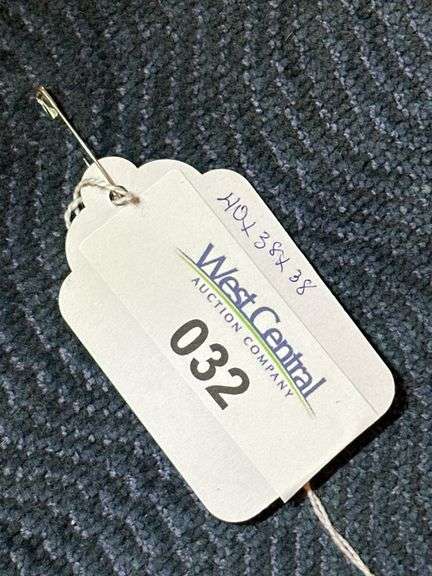 40x38x38
West Central
AUCTION COMPANY
032